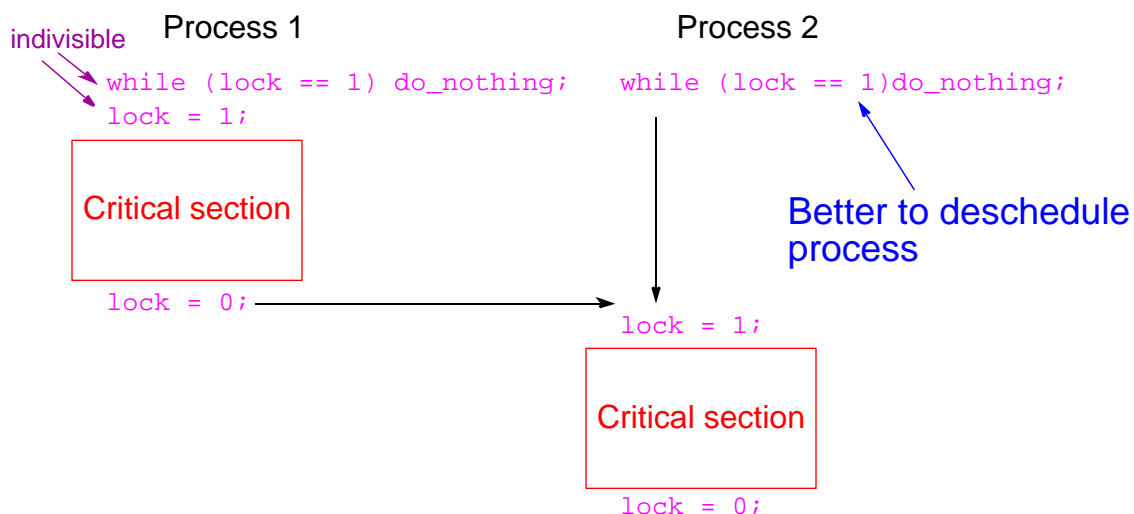 Process 1
Process 2
indivisible
while (lock == 1) do_nothing;
while (lock == 1)do_nothing;
lock = 1;
Critical section
Better to deschedule
process
lock = 0;
lock = 1;
Critical section
lock = 0;